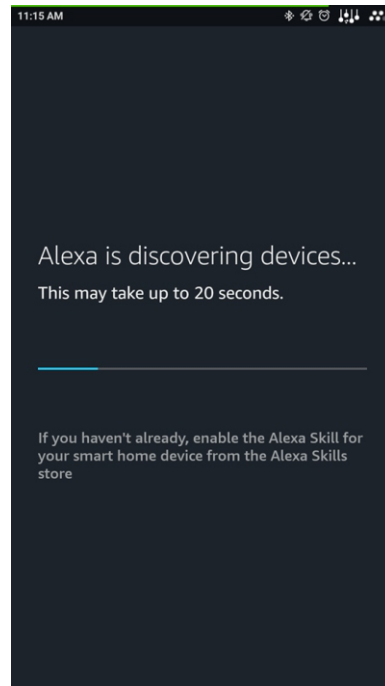 11:15 AM
Alexa is discovering devices...
This may take up to 20 seconds.
If you haven't already, enable the Alexa Skill for
your smart home device from the Alexa Skills
store